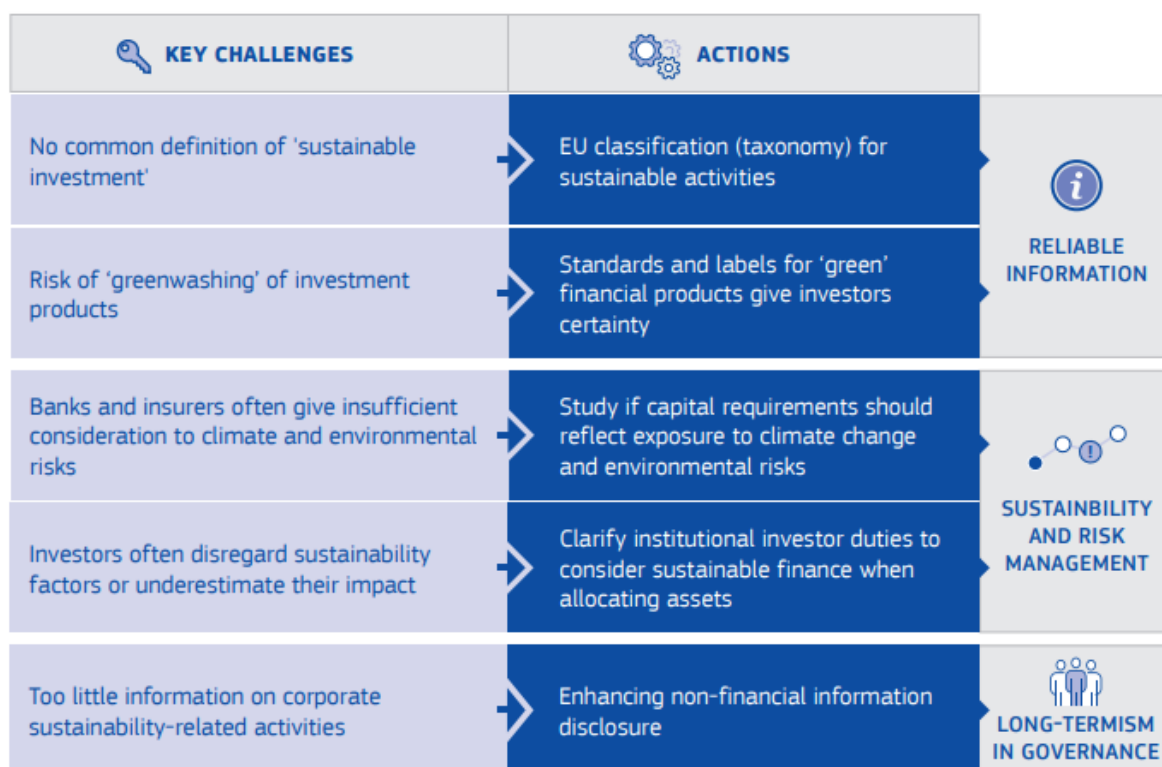 KEY CHALLENGES
ACTIONS
No common definition of 'sustainable
investment'
EU classification (taxonomy) for
sustainable activities
Risk of ‘greenwashing’ of investment
products
Standards and labels for ‘green’
financial products give investors
certainty
i
RELIABLE
INFORMATION
Banks and insurers often give insufficient
consideration to climate and environmental
risks
Study if capital requirements should
reflect exposure to climate change
and environmental risks
Investors often disregard sustainability
factors or underestimate their impact
Clarify institutional investor duties to
consider sustainable finance when
allocating assets
!
SUSTAINBILITY
AND RISK
MANAGEMENT
Too little information on corporate
sustainability-related activities
Enhancing non-financial information
disclosure
LONG-TERMISM
IN GOVERNANCE